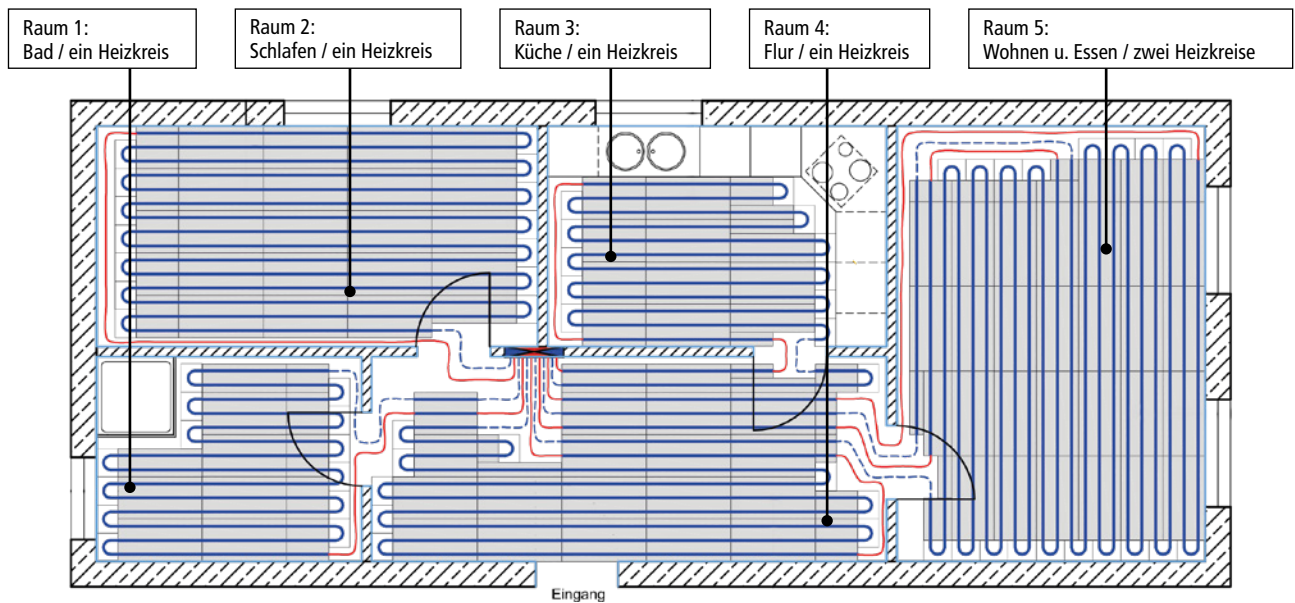 Raum 1:
Bad / ein Heizkreis
Raum 2:
Schlafen / ein Heizkreis
Raum 3:
Küche / ein Heizkreis
Raum 4:
Flur / ein Heizkreis
Raum 5:
Wohnen u. Essen / zwei Heizkreise
Eingang